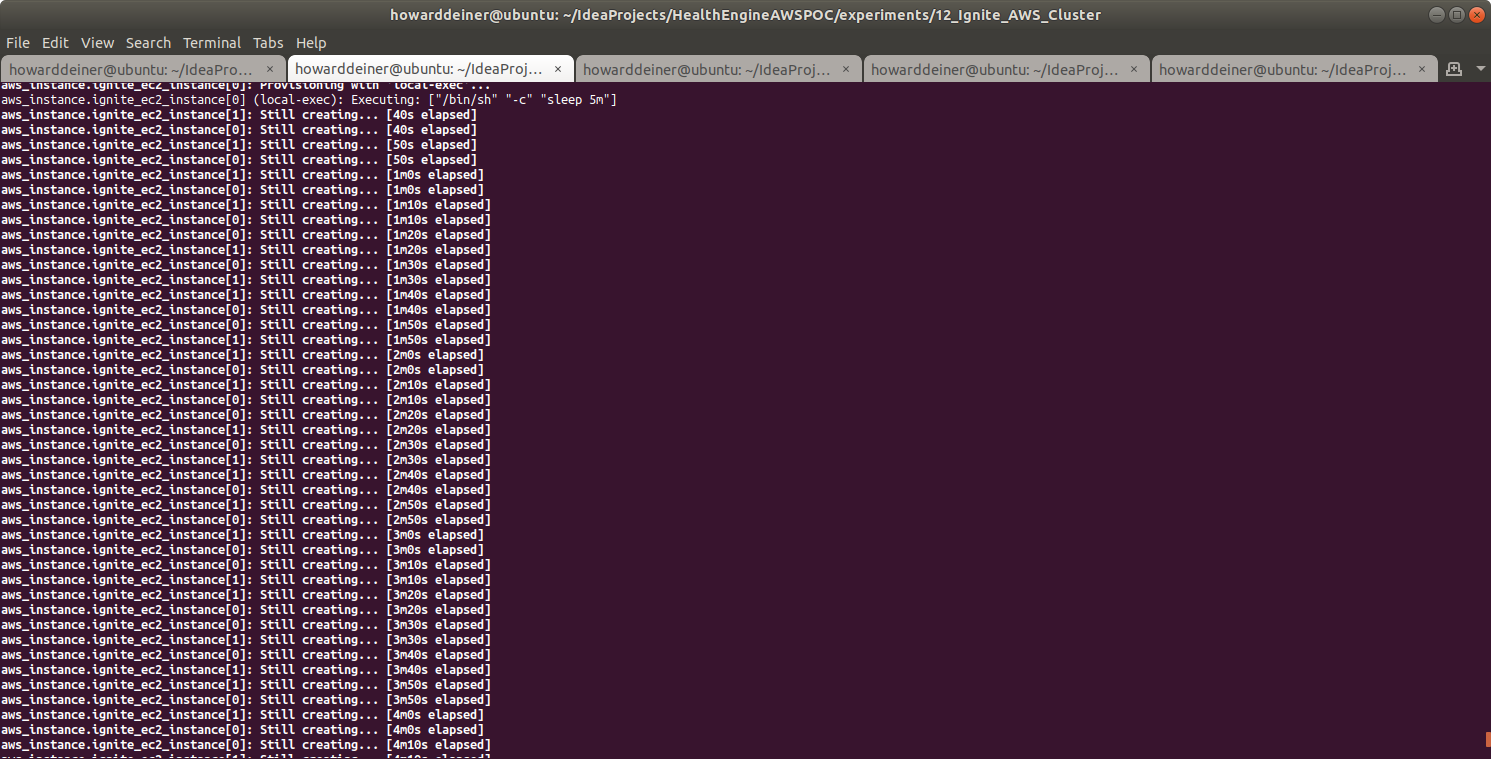 howarddeiner@ubuntu: ~/IdeaProjects/HealthEngineAWSPOC/experiments/12_Ignite_AWS_Cluster
File Edit View Search Terminal Tabs Help
howarddeiner@ubuntu: ~/IdeaPro... × howarddeiner@ubuntu: ~/IdeaProj... × howarddeiner@ubuntu: ~/IdeaProj... × howarddeiner@ubuntu: ~/IdeaProj... × howarddeiner@ubuntu: ~/IdeaProj... ×
aws_instance.ignite_ec2_instance[0]: Provisioning with 'local-exec'...
aws_instance.ignite_ec2_instance[0] (local-exec): Executing: ["/bin/sh" "-c" "sleep 5m"]
aws_instance.ignite_ec2_instance[1]: Still creating... [40s elapsed]
aws_instance.ignite_ec2_instance[0]: Still creating... [40s elapsed]
aws_instance.ignite_ec2_instance[1]: Still creating... [50s elapsed]
aws_instance.ignite_ec2_instance[0]: Still creating... [50s elapsed]
aws_instance.ignite_ec2_instance[1]: Still creating... [1m0s elapsed]
aws_instance.ignite_ec2_instance[0]: Still creating... [1m0s elapsed]
aws_instance.ignite_ec2_instance[1]: Still creating... [1m10s elapsed]
aws_instance.ignite_ec2_instance[0]: Still creating... [1m10s elapsed]
aws_instance.ignite_ec2_instance[0]: Still creating... [1m20s elapsed]
aws_instance.ignite_ec2_instance[1]: Still creating... [1m20s elapsed]
aws_instance.ignite_ec2_instance[0]: Still creating... [1m30s elapsed]
aws_instance.ignite_ec2_instance[1]: Still creating... [1m30s elapsed]
aws_instance.ignite_ec2_instance[1]: Still creating... [1m40s elapsed]
aws_instance.ignite_ec2_instance[0]: Still creating... [1m40s elapsed]
aws_instance.ignite_ec2_instance[0]: Still creating... [1m50s elapsed]
aws_instance.ignite_ec2_instance[1]: Still creating... [1m50s elapsed]
aws_instance.ignite_ec2_instance[1]: Still creating... [2m0s elapsed]
aws_instance.ignite_ec2_instance[0]: Still creating... [2m0s elapsed]
aws_instance.ignite_ec2_instance[1]: Still creating... [2m10s elapsed]
aws_instance.ignite_ec2_instance[0]: Still creating... [2m10s elapsed]
aws_instance.ignite_ec2_instance[0]: Still creating... [2m20s elapsed]
aws_instance.ignite_ec2_instance[1]: Still creating... [2m20s elapsed]
aws_instance.ignite_ec2_instance[0]: Still creating... [2m30s elapsed]
aws_instance.ignite_ec2_instance[1]: Still creating... [2m30s elapsed]
aws_instance.ignite_ec2_instance[1]: Still creating... [2m40s elapsed]
aws_instance.ignite_ec2_instance[0]: Still creating... [2m40s elapsed]
aws_instance.ignite_ec2_instance[1]: Still creating... [2m50s elapsed]
aws_instance.ignite_ec2_instance[0]: Still creating... [2m50s elapsed]
aws_instance.ignite_ec2_instance[1]: Still creating... [3m0s elapsed]
aws_instance.ignite_ec2_instance[0]: Still creating... [3m0s elapsed]
aws_instance.ignite_ec2_instance[0]: Still creating... [3m10s elapsed]
aws_instance.ignite_ec2_instance[1]: Still creating... [3m10s elapsed]
aws_instance.ignite_ec2_instance[1]: Still creating... [3m20s elapsed]
aws_instance.ignite_ec2_instance[0]: Still creating... [3m20s elapsed]
aws_instance.ignite_ec2_instance[0]: Still creating... [3m30s elapsed]
aws_instance.ignite_ec2_instance[1]: Still creating... [3m30s elapsed]
aws_instance.ignite_ec2_instance[0]: Still creating... [3m40s elapsed]
aws_instance.ignite_ec2_instance[1]: Still creating... [3m40s elapsed]
aws_instance.ignite_ec2_instance[1]: Still creating... [3m50s elapsed]
aws_instance.ignite_ec2_instance[0]: Still creating... [3m50s elapsed]
aws_instance.ignite_ec2_instance[1]: Still creating... [4m0s elapsed]
aws_instance.ignite_ec2_instance[0]: Still creating... [4m0s elapsed]
aws_instance.ignite_ec2_instance[0]: Still creating... [4m10s elapsed]
aws_instance.ignite_ec2_instance[1]: Still creating... [4m10s elapsed]